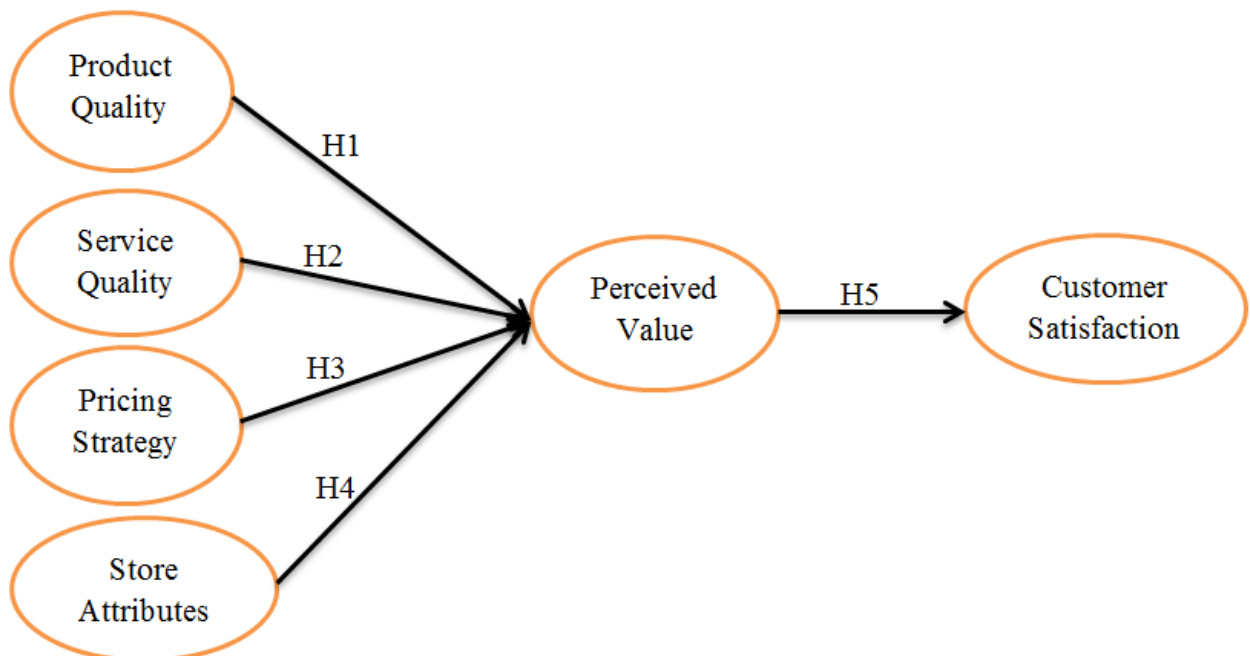 Product
Quality
H1
Service
Quality
H2
Pricing
Strategy
H3
Store
Attributes
H4
Perceived
Value
H5
Customer
Satisfaction